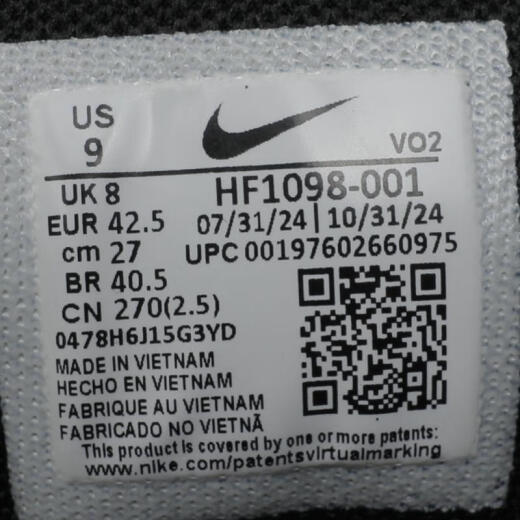 US
9
VO2
UK 8
HF1098-001
EUR 42.5
07/31/24 | 10/31/24
cm 27
UPC 00197602660975
BR 40.5
CN 270(2.5)
0478H6J15G3YD
MADE IN VIETNAM
HECHO EN VIETNAM
FABRIQUE AU VIETNAM
FABRICADO NO VIETNÃ
This product is covered by one or more patents:
www.nike.com/patentsvirtualmarking